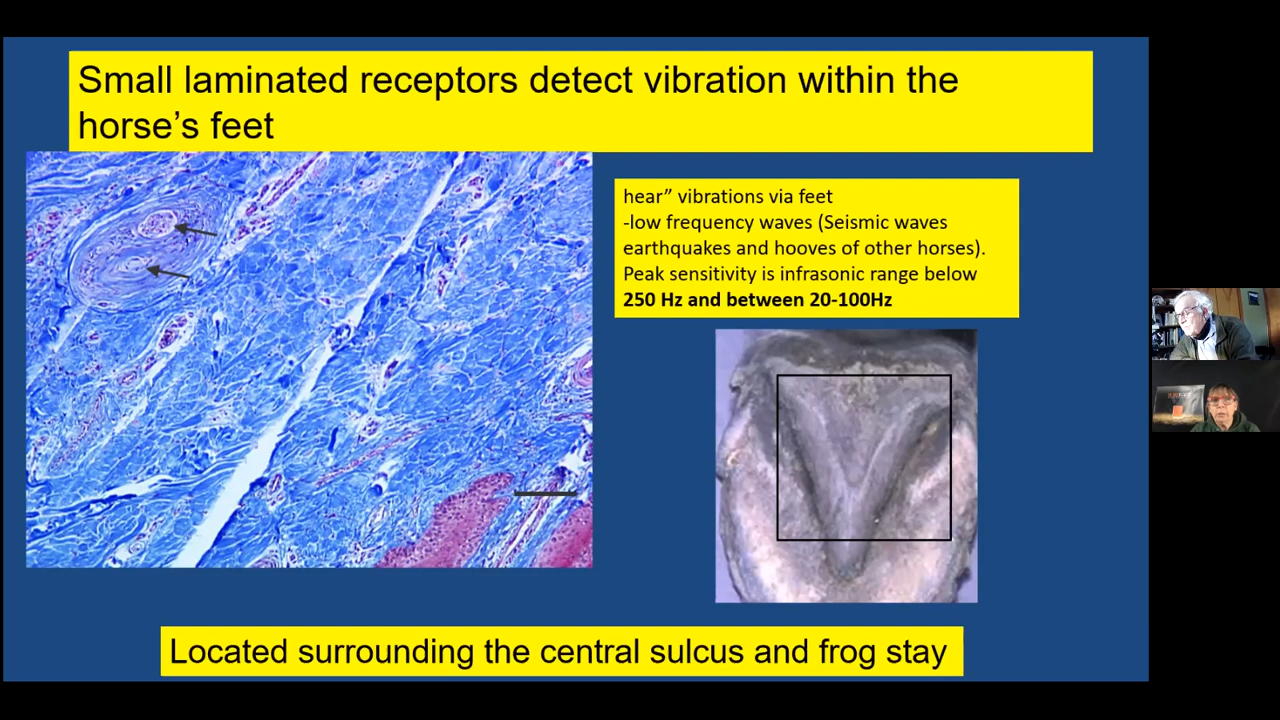 Small laminated receptors detect vibration within the
horse’s feet
hear” vibrations via feet
-low frequency waves (Seismic waves
earthquakes and hooves of other horses).
Peak sensitivity is infrasonic range below
250 Hz and between 20-100Hz
Located surrounding the central sulcus and frog stay